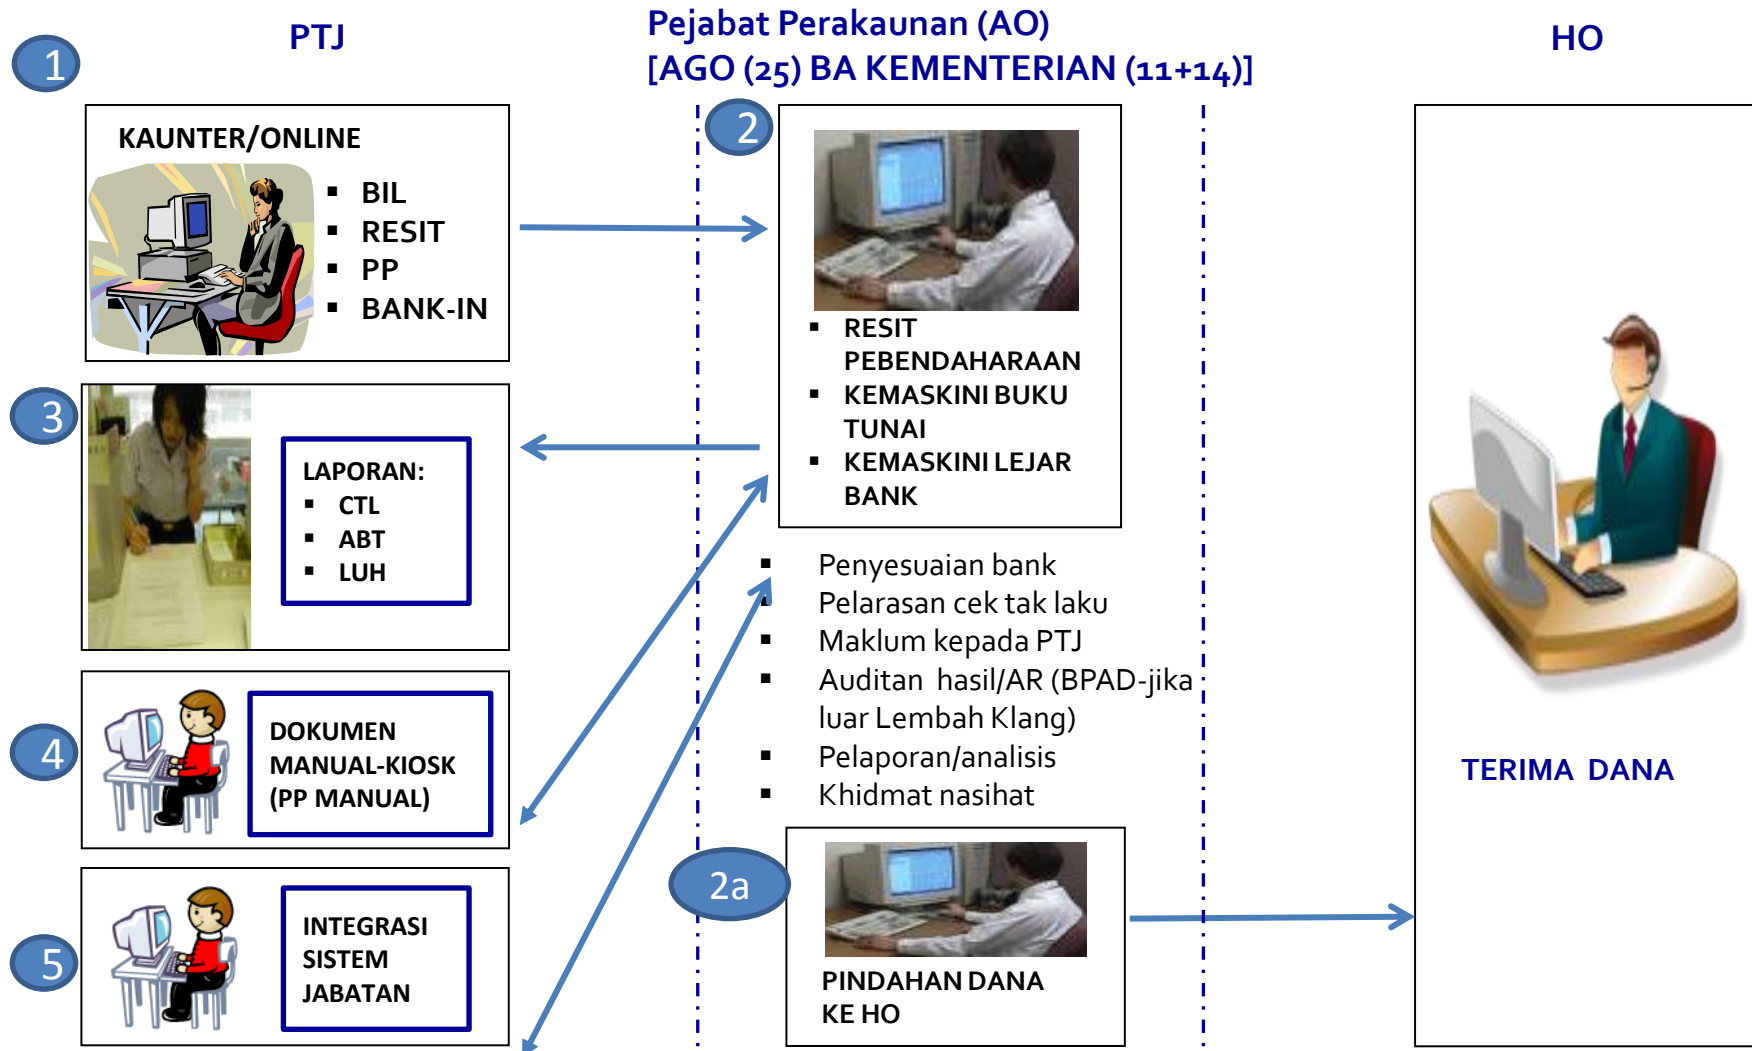 PTJ
Pejabat Perakaunan (AO)
[AGO (25) BA KEMENTERIAN (11+14)]
HO
1
KAUNTER/ONLINE
BIL
RESIT
PP
BANK-IN
2
RESIT
PEBENDAHARAAN
KEMASKINI BUKU
TUNAI
KEMASKINI LEJAR
BANK
3
LAPORAN:
CTL
ABT
LUH
Penyesuaian bank
Pelarasan cek tak laku
Maklum kepada PTJ
Auditan hasil/AR (BPAD-jika
luar Lembah Klang)
Pelaporan/analisis
Khidmat nasihat
4
DOKUMEN
MANUAL-KIOSK
(PP MANUAL)
TERIMA DANA
2a
PINDAHAN DANA
KE HO
5
INTEGRASI
SISTEM
JABATAN